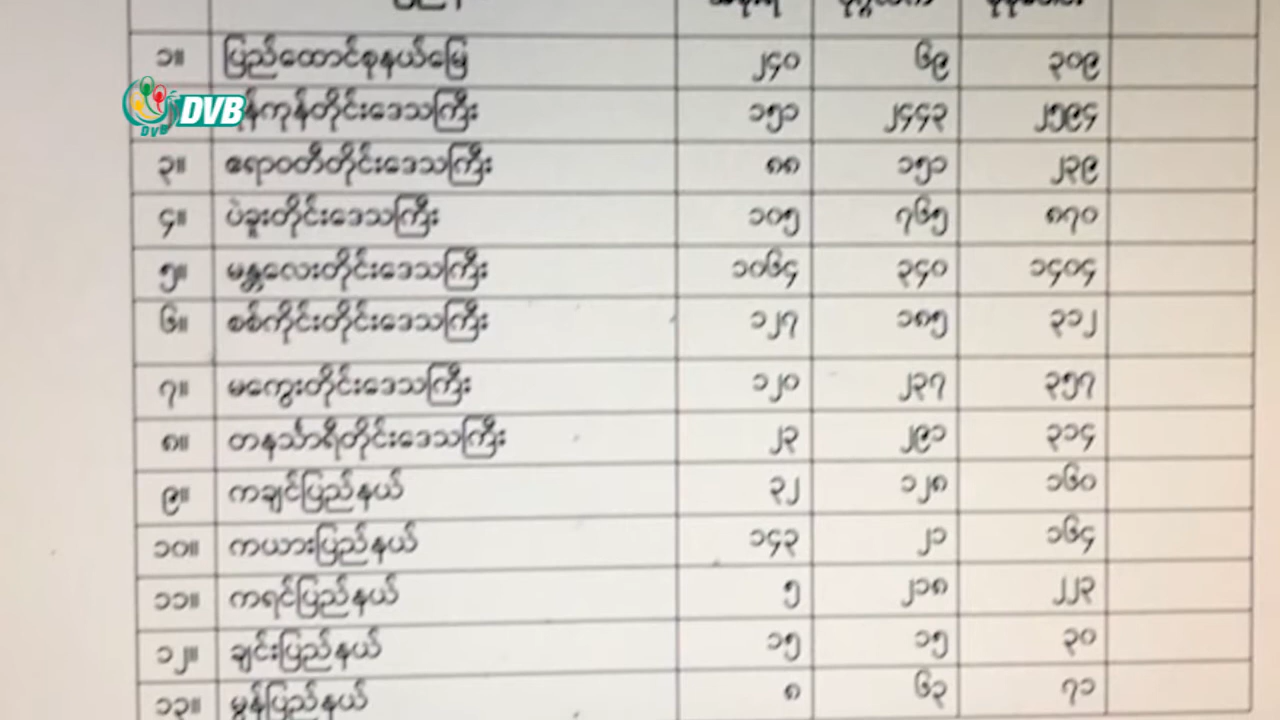 ၁။ ပြည်ထောင်စုနယ်မြေ ၂၄၀ ၆၉ ၃၀၉
န်ကုန်တိုင်းဒေသကြီး ၁၅၁ ၂၄၄၃ ၂၅၉၄
DVB
DVB
၃။ ဧရာဝတီတိုင်းဒေသကြီး ၈၈ ၁၅၁ ၂၃၉
၄။ ပဲခူးတိုင်းဒေသကြီး ၁၀၅ ၇၆၅ ၈၇၀
၅။ မန္တလေးတိုင်းဒေသကြီး ၁၀၆၄ ၃၄၀ ၁၄၀၄
၆။ စစ်ကိုင်းတိုင်းဒေသကြီး ၁၂၇ ၁၈၅ ၃၁၂
၇။ မကွေးတိုင်းဒေသကြီး ၁၂၀ ၂၃၇ ၃၅၇
၈။ တနင်္သာရီတိုင်းဒေသကြီး ၂၃ ၂၉၁ ၃၁၄
၉။ ကချင်ပြည်နယ် ၃၂ ၁၂၈ ၁၆၀
၁၀။ ကယားပြည်နယ် ၁၄၃ ၂၁ ၁၆၄
၁၁။ ကရင်ပြည်နယ် ၅ ၂၁၈ ၂၂၃
၁၂။ ချင်းပြည်နယ် ၁၅ ၁၅ ၃၀
၁၃။ မွန်ပြည်နယ် ၈ ၆၃ ၇၁